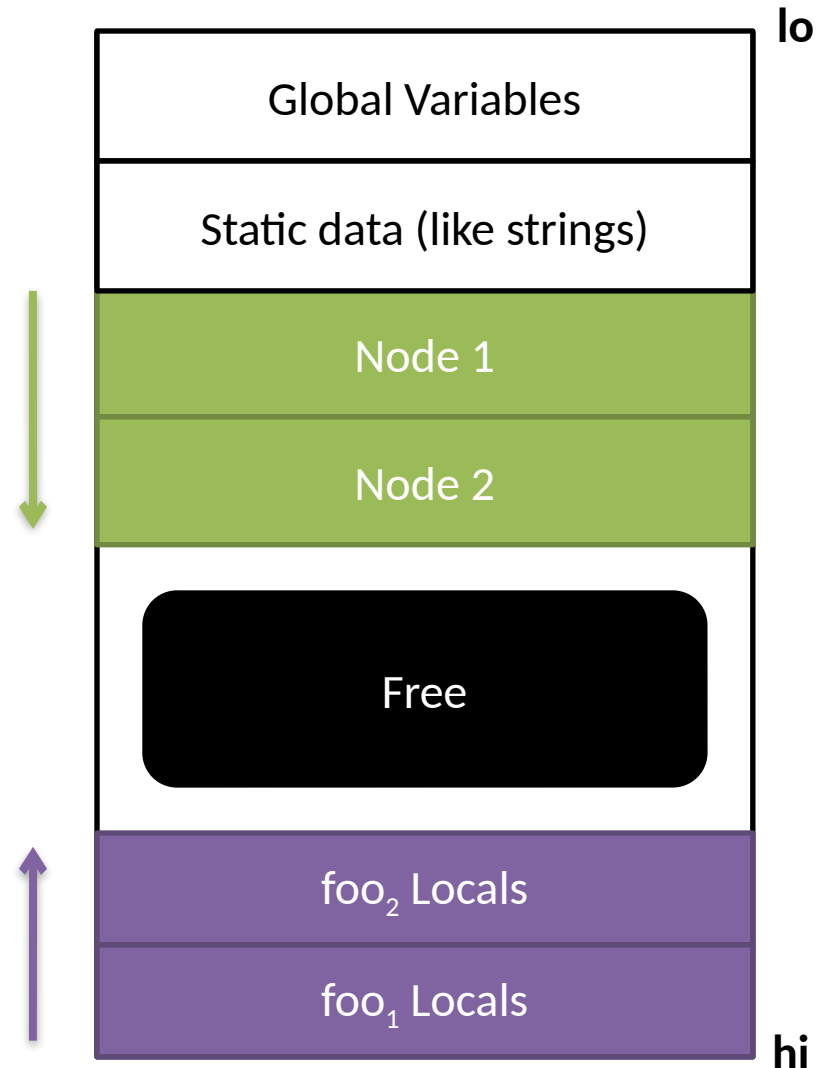 lo
Global Variables
Static data (like strings)
Node 1
Node 2
Free
foo₂ Locals
foo₁ Locals
hi